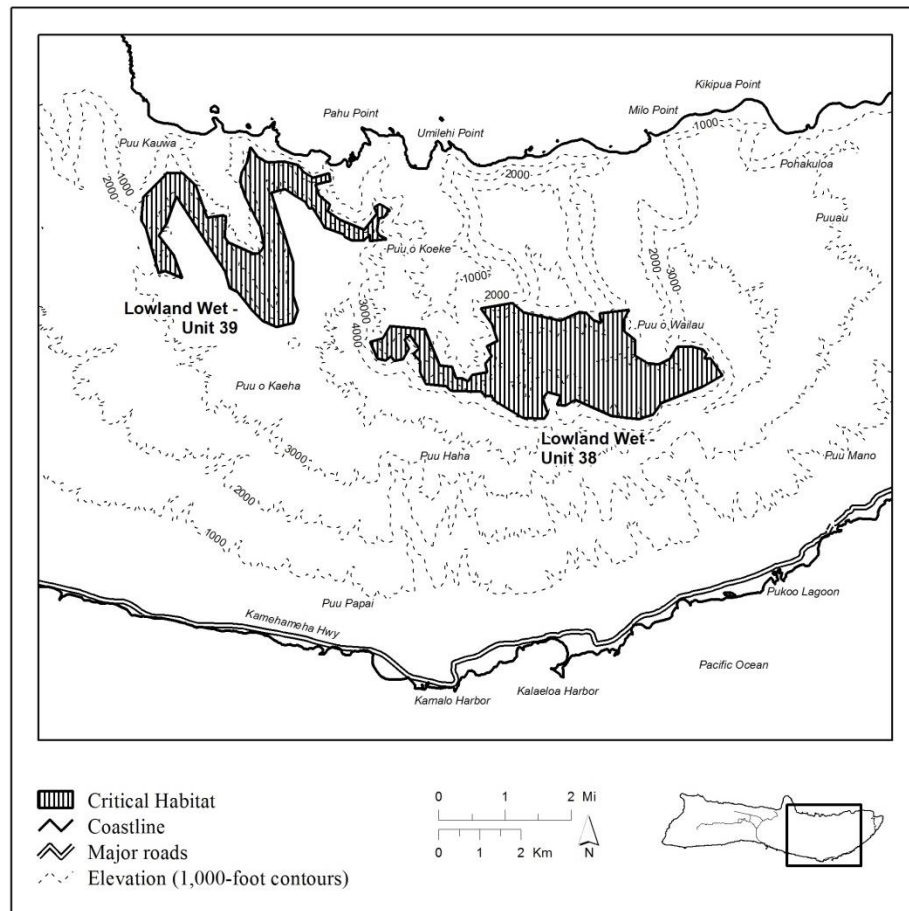 Kikipua Point
Pahu Point
Milo Point
Umilehi Point
1000
Puu Kauwa
Pohakuloa
2000
1000
2000
Puuau
Puu o Koeke
2000
3000
1000
2000
Lowland Wet -
Unit 39
3000
4000
Puu o Wailau
Puu o Kaeha
Lowland Wet -
Unit 38
3000
Puu Haha
Puu Mano
2000
1000
Puu Papai
Pukoo Lagoon
Kamehameha Hwy
Pacific Ocean
Kamalo Harbor
Kalaeloa Harbor
Critical Habitat
Coastline
Major roads
Elevation (1,000-foot contours)
0 1 2 Mi
0 1 2 Km
N